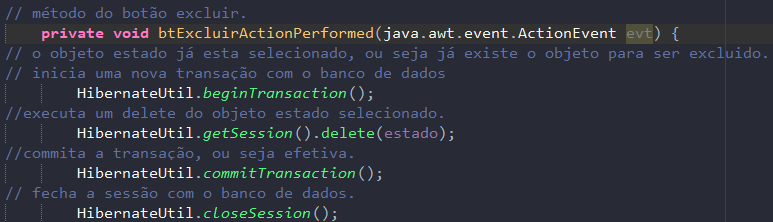 // método do botão excluir.
private void btExcluirActionPerformed(java.awt.event.ActionEvent evt) {
// o objeto estado já esta selecionado, ou seja já existe o objeto para ser excluido.
// inicia uma nova transação com o banco de dados
HibernateUtil.beginTransaction();
//executa um delete do objeto estado selecionado.
HibernateUtil.getSession().delete(estado);
//commita a transação, ou seja efetiva.
HibernateUtil.commitTransaction();
// fecha a sessão com o banco de dados.
HibernateUtil.closeSession();